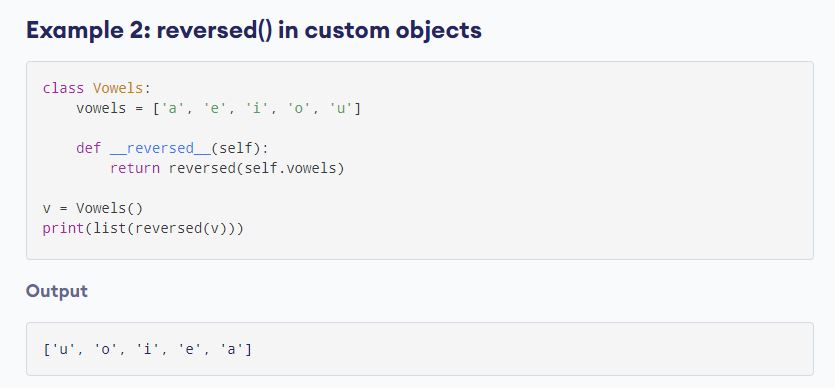 Example 2: reversed() in custom objects
class Vowels:
    vowels = ['a', 'e', 'i', 'o', 'u']
    def __reversed__(self):
        return reversed(self.vowels)
v = Vowels()
print(list(reversed(v)))
Output
['u', 'o', 'i', 'e', 'a']